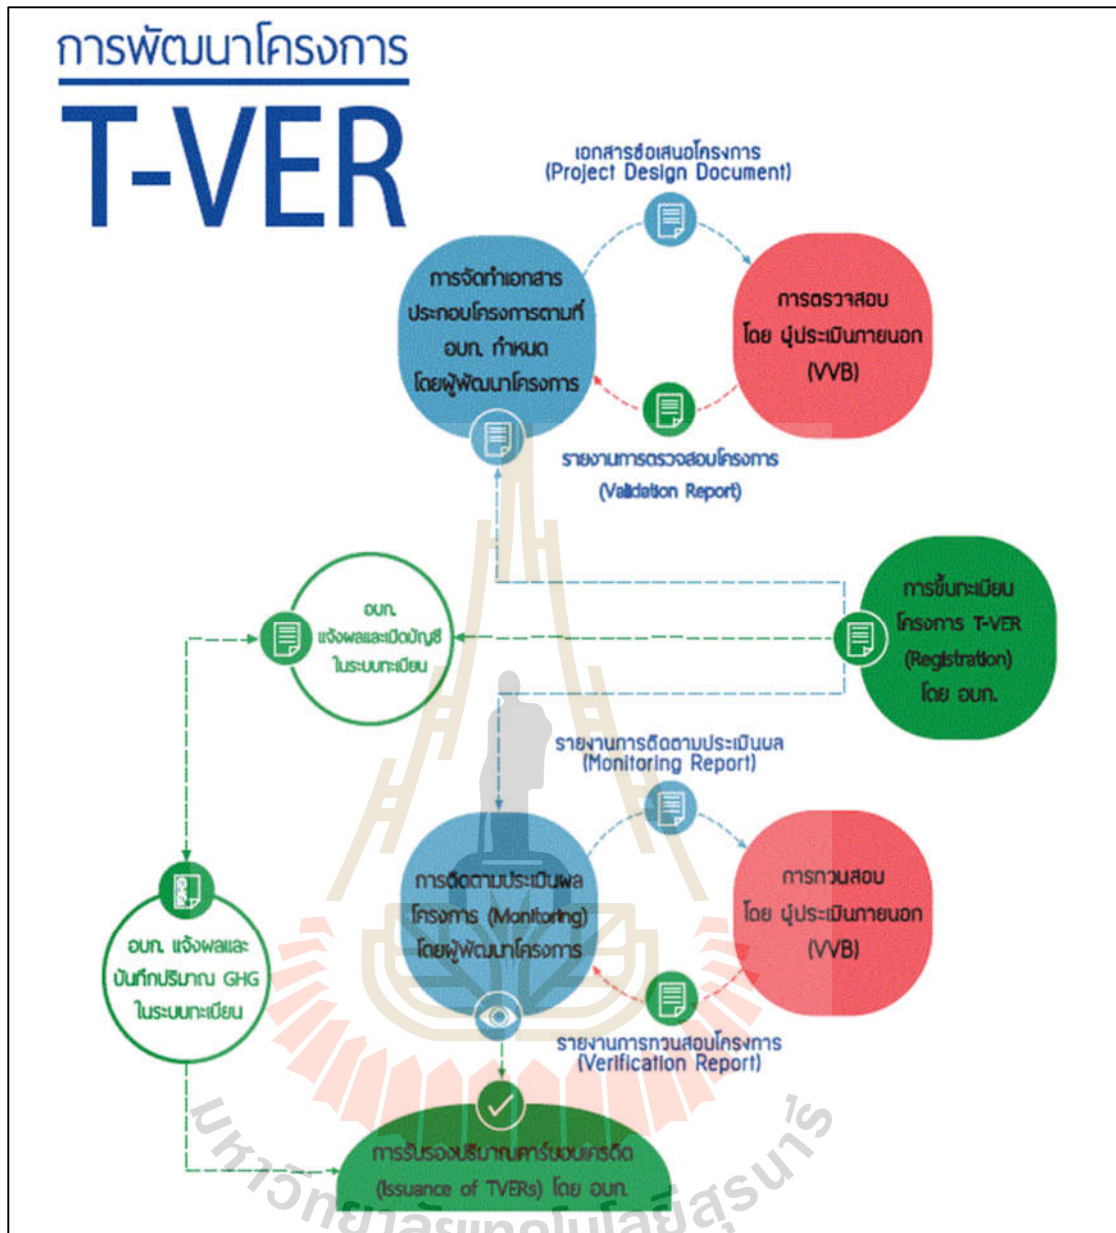 การพัฒนาโครงการ
T-VER
เอกสารข้อเสนอโครงการ
(Project Design Document)
การจัดทำเอกสาร
ประกอบโครงการตามที่
อบก. กำหนด
โดยผู้พัฒนาโครงการ
การตรวจสอบ
โดย ผู้ประเมินภายนอก
(VVB)
รายงานการตรวจสอบโครงการ
(Validation Report)
อบก.
แจ้งผลและเปิดบัญชี
ในระบบทะเบียน
การขึ้นทะเบียน
โครงการ T-VER
(Registration)
โดย อบก.
รายงานการติดตามประเมินผล
(Monitoring Report)
การติดตามประเมินผล
โครงการ (Monitoring)
โดยผู้พัฒนาโครงการ
การทวนสอบ
โดย ผู้ประเมินภายนอก
(VVB)
GHG
อบก. แจ้งผลและ
บันทึกปริมาณ GHG
ในระบบทะเบียน
รายงานการทวนสอบโครงการ
(Verification Report)
การรับรองปริมาณคาร์บอนเครดิต
(Issuance of TVERs) โดย อบก.
มหาวิทยาลัยเทคโนโลยีสุรนารี